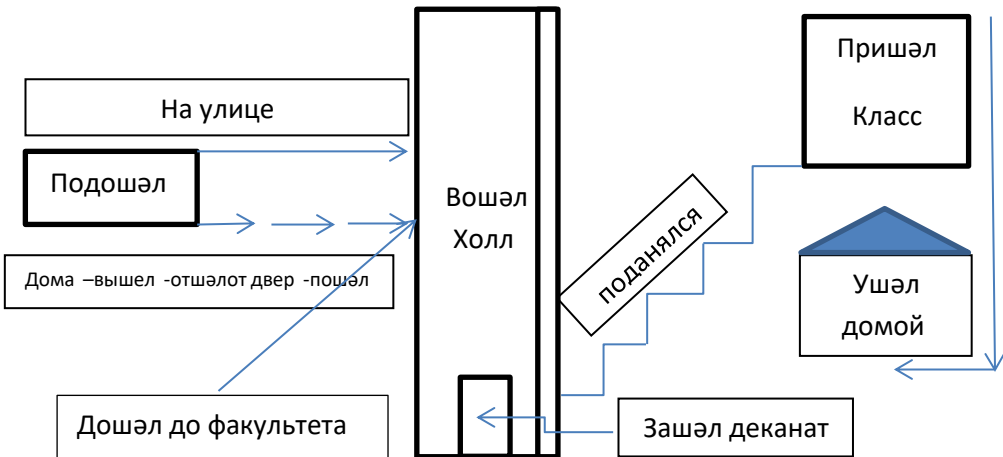 На улице
Подошәл
Дома –вышел -отшәлот двер -пошәл
Дошәл до факультета
Вошәл
Холл
поданялся
Зашәл деканат
Пришәл
Класс
Ушәл
домой